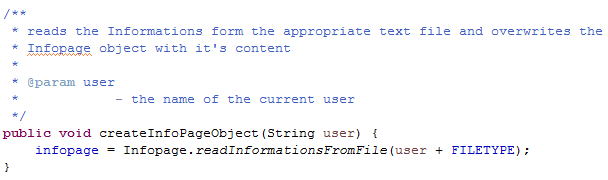 /**
 * reads the Informations form the appropriate text file and overwrites the
 * Infopage object with it's content
 *
 * @param user
 *            - the name of the current user
 */
public void createInfoPageObject(String user) {
    infopage = Infopage.readInformationsFromFile(user + FILETYPE);
}